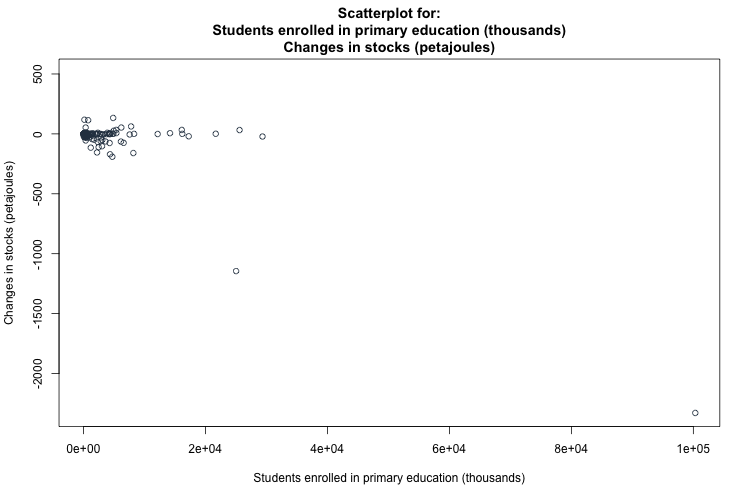 Scatterplot for:
Students enrolled in primary education (thousands)
Changes in stocks (petajoules)
Changes in stocks (petajoules)
500
0
-500
-1000
-1500
-2000
0e+00 2e+04 4e+04 6e+04 8e+04 1e+05
Students enrolled in primary education (thousands)